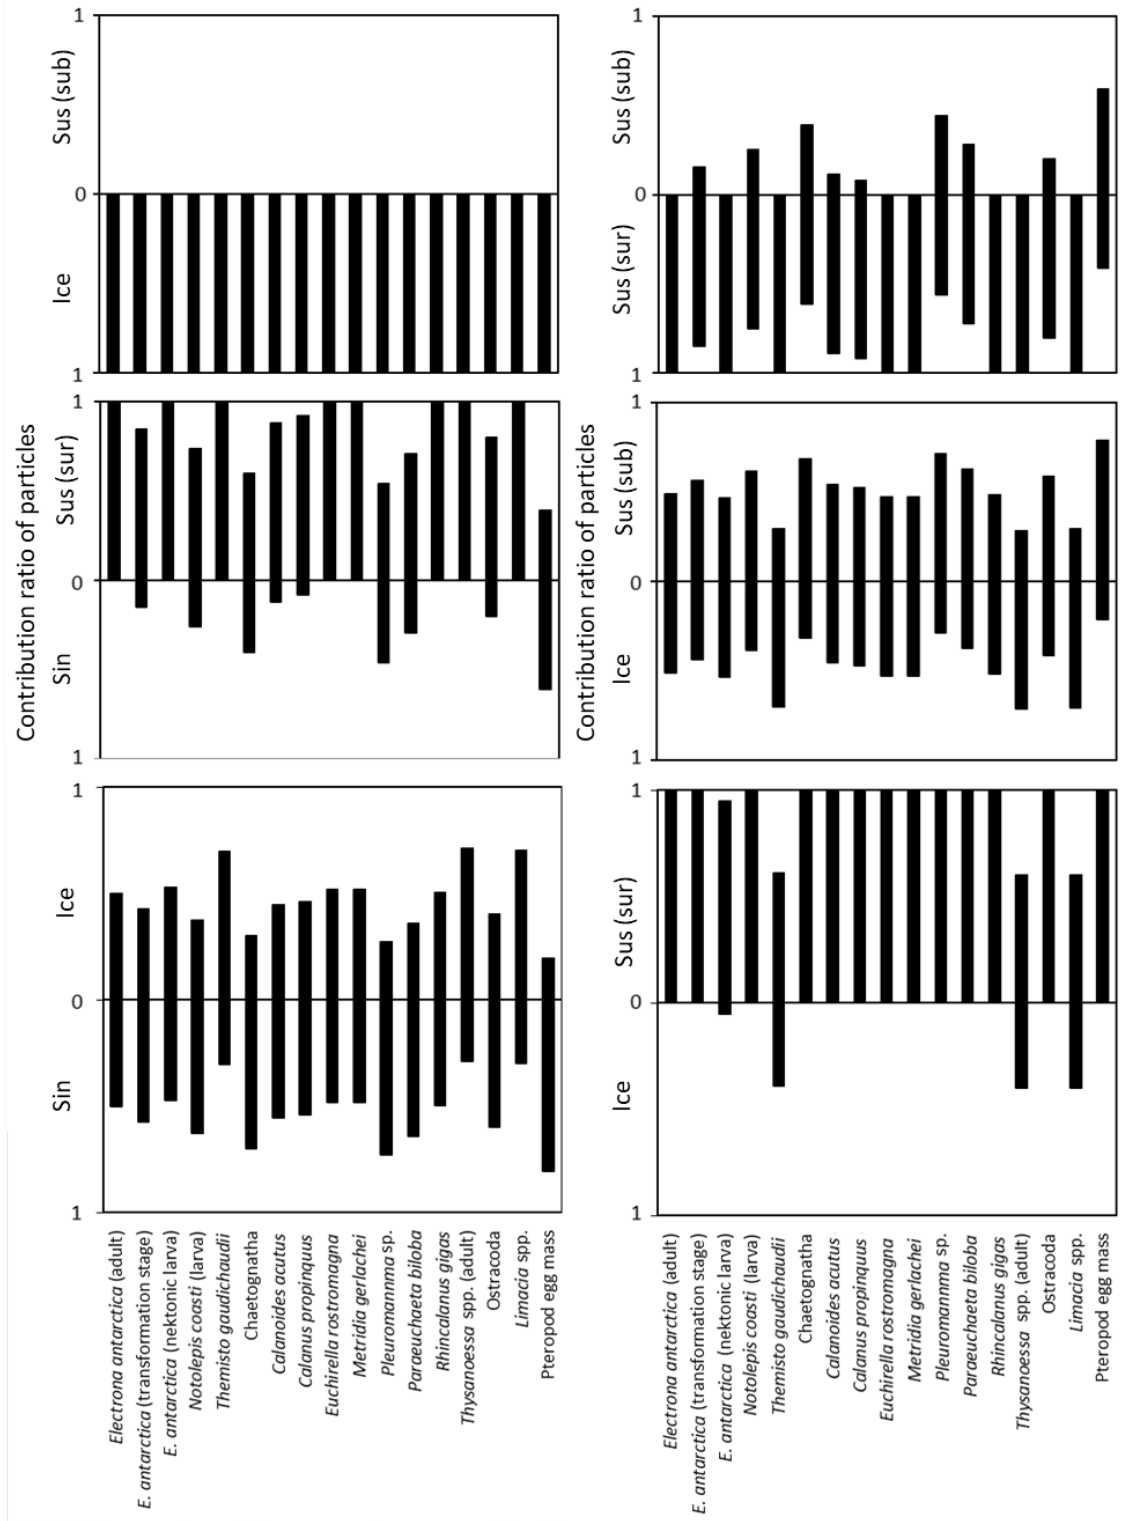 Contribution ratio of particles
1
Sus (sub)
0
Ice
1
1
Sus (sur)
0
Sin
1
1
Ice
0
Sin
1
Electrona antarctica (adult)
E. antarctica (transformation stage)
E. antarctica (nektonic larva)
Notolepis coasti (larva)
Themisto gaudichaudii
Chaetognatha
Calanoides acutus
Calanus propinquus
Euchirella rostromagna
Metridia gerlachei
Pleuromanmma sp.
Paraeuchaeta biloba
Rhincalanus gigas
Thysanoessa spp. (adult)
Ostracoda
Limacia spp.
Pteropod egg mass
Contribution ratio of particles
1
Sus (sub)
0
Sus (sur)
1
1
Sus (sub)
0
Ice
1
1
Sus (sur)
0
Ice
1
Electrona antarctica (adult)
E. antarctica (transformation stage)
E. antarctica (nektonic larva)
Notolepis coasti (larva)
Themisto gaudichaudii
Chaetognatha
Calanoides acutus
Calanus propinquus
Euchirella rostromagna
Metridia gerlachei
Pleuromanmma sp.
Paraeuchaeta biloba
Rhincalanus gigas
Thysanoessa spp. (adult)
Ostracoda
Limacia spp.
Pteropod egg mass